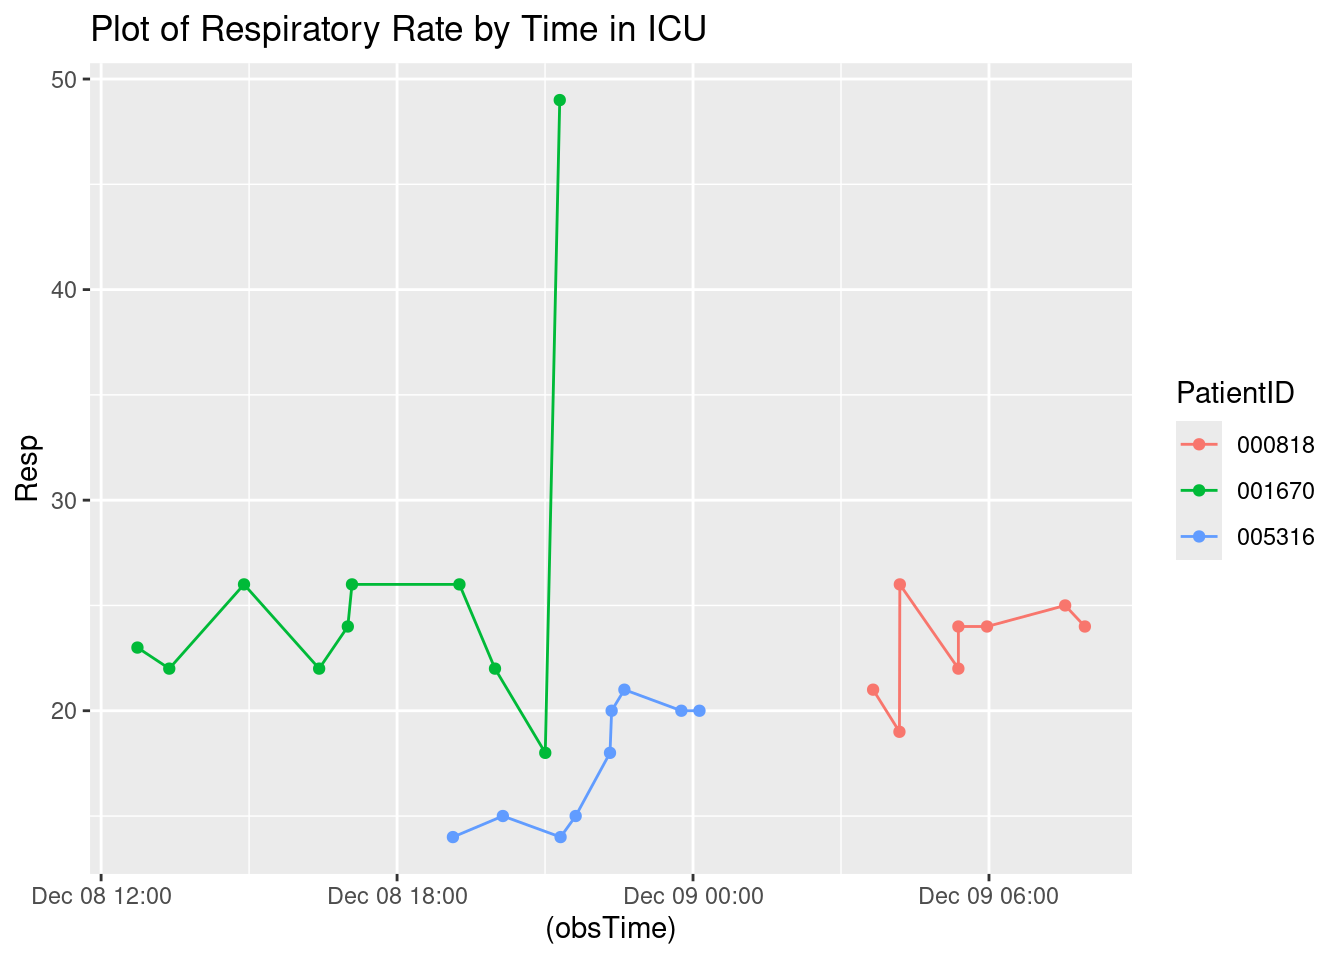 Plot of Respiratory Rate by Time in ICU
50
40
30
20
Resp
Dec 08 12:00 Dec 08 18:00 Dec 09 00:00 Dec 09 06:00
(obsTime)
PatientID
000818
001670
005316